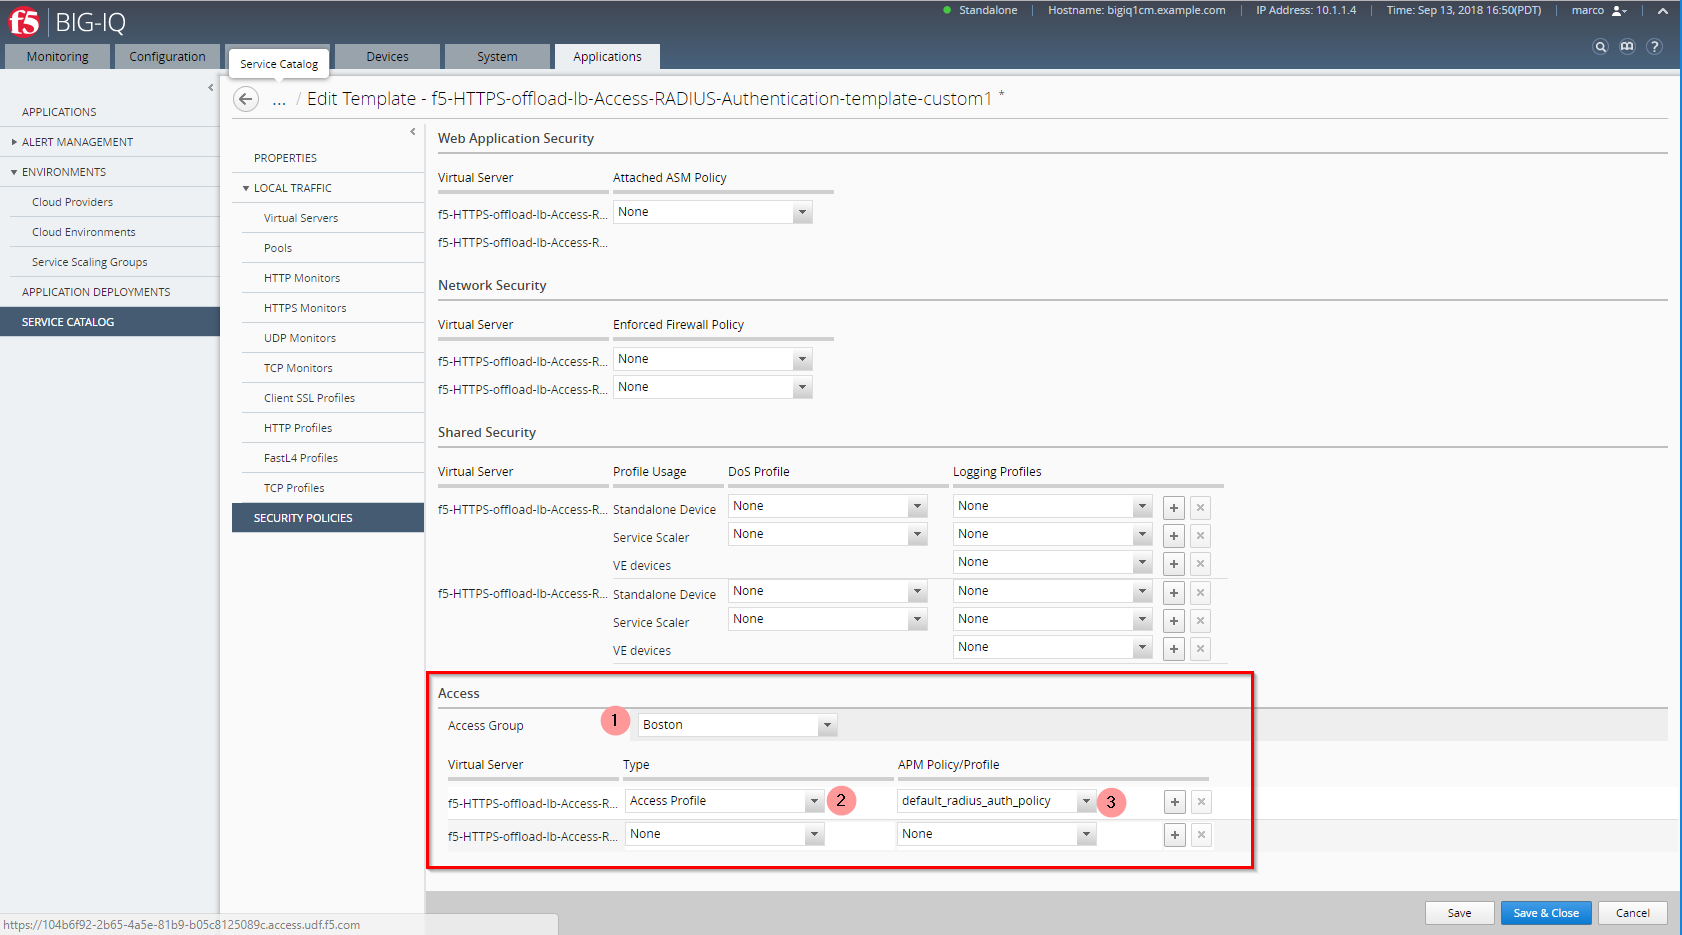 f5 BIG-IQ
Standalone Hostname: bigiq1cm.example.com IP Address: 10.1.1.4 Time: Sep 13, 2018 16:50(PDT) marco
Monitoring Configuration Service Catalog Devices System Applications
... / Edit Template - f5-HTTPS-offload-lb-Access-RADIUS-Authentication-template-custom1 *
APPLICATIONS
ALERT MANAGEMENT
ENVIRONMENTS
Cloud Providers
Cloud Environments
Service Scaling Groups
APPLICATION DEPLOYMENTS
SERVICE CATALOG
PROPERTIES
LOCAL TRAFFIC
Virtual Servers
Pools
HTTP Monitors
HTTPS Monitors
UDP Monitors
TCP Monitors
Client SSL Profiles
HTTP Profiles
FastL4 Profiles
TCP Profiles
SECURITY POLICIES
Web Application Security
Virtual Server Attached ASM Policy
f5-HTTPS-offload-lb-Access-R... None
f5-HTTPS-offload-lb-Access-R...
Network Security
Virtual Server Enforced Firewall Policy
f5-HTTPS-offload-lb-Access-R... None
f5-HTTPS-offload-lb-Access-R... None
Shared Security
Virtual Server Profile Usage DoS Profile Logging Profiles
f5-HTTPS-offload-lb-Access-R... Standalone Device None None + ×
Service Scaler None None + ×
VE devices None + ×
f5-HTTPS-offload-lb-Access-R... Standalone Device None None + ×
Service Scaler None None + ×
VE devices None + ×
Access
Access Group 1 Boston
Virtual Server Type APM Policy/Profile
f5-HTTPS-offload-lb-Access-R... Access Profile 2 default_radius_auth_policy 3 + ×
f5-HTTPS-offload-lb-Access-R... None None + ×
Save Save & Close Cancel
https://104b6f92-2b65-4a5e-81b9-b05c8125089c.access.udf.f5.com